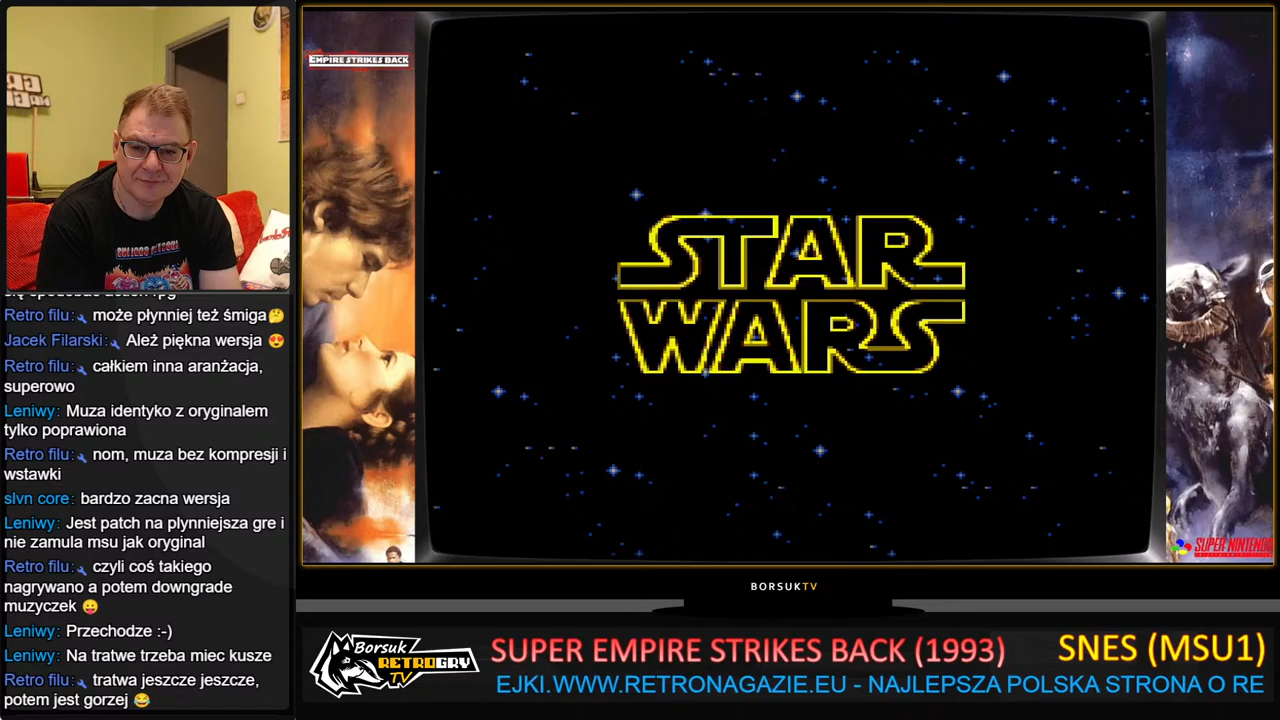 EMPIRE STRIKES BACK
STAR
WARS
Retro filu: może płynniej też śmiga🤔
Jacek Filarski: Ależ piękna wersja 😍
Retro filu: całkiem inna aranżacja,
superowo
Leniwy: Muza identyko z oryginalem
tylko poprawiona
Retro filu: nom, muza bez kompresji i
wstawki
slvn core: bardzo zacna wersja
Leniwy: Jest patch na plynniejsza gre i
nie zamula msu jak oryginal
Retro filu: czyli coś takiego
nagrywano a potem downgrade
muzyczek 😛
Leniwy: Przechodze :-)
Leniwy: Na tratwe trzeba miec kusze
Retro filu: tratwa jeszcze jeszcze,
potem jest gorzej 😂
SUPER NINTENDO
BORSUKTV
Borsuk
RETROGRY
TV
SUPER EMPIRE STRIKES BACK (1993)
SNES (MSU1)
EJKI.WWW.RETRONAGAZIE.EU - NAJLEPSZA POLSKA STRONA O RE